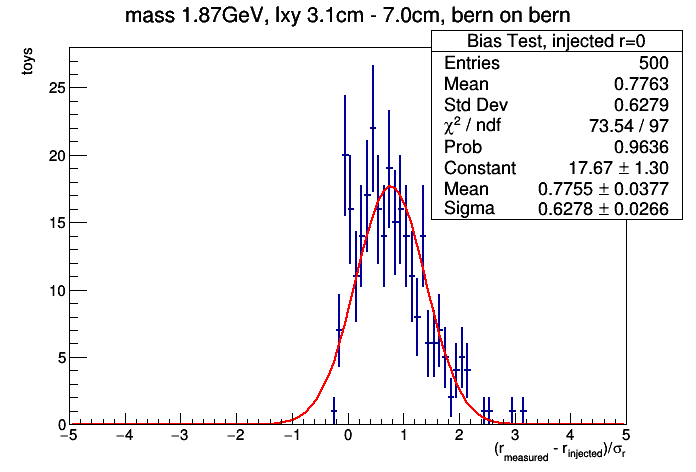 mass 1.87GeV, lxy 3.1cm - 7.0cm, bern on bern
toys
Bias Test, injected r=0
Entries 500
Mean 0.7763
Std Dev 0.6279
χ² / ndf 73.54 / 97
Prob 0.9636
Constant 17.67 ± 1.30
Mean 0.7755 ± 0.0377
Sigma 0.6278 ± 0.0266
25
20
15
10
5
0
−5 −4 −3 −2 −1 0 1 2 3 4 5
(r_measured - r_injected)/σ_r